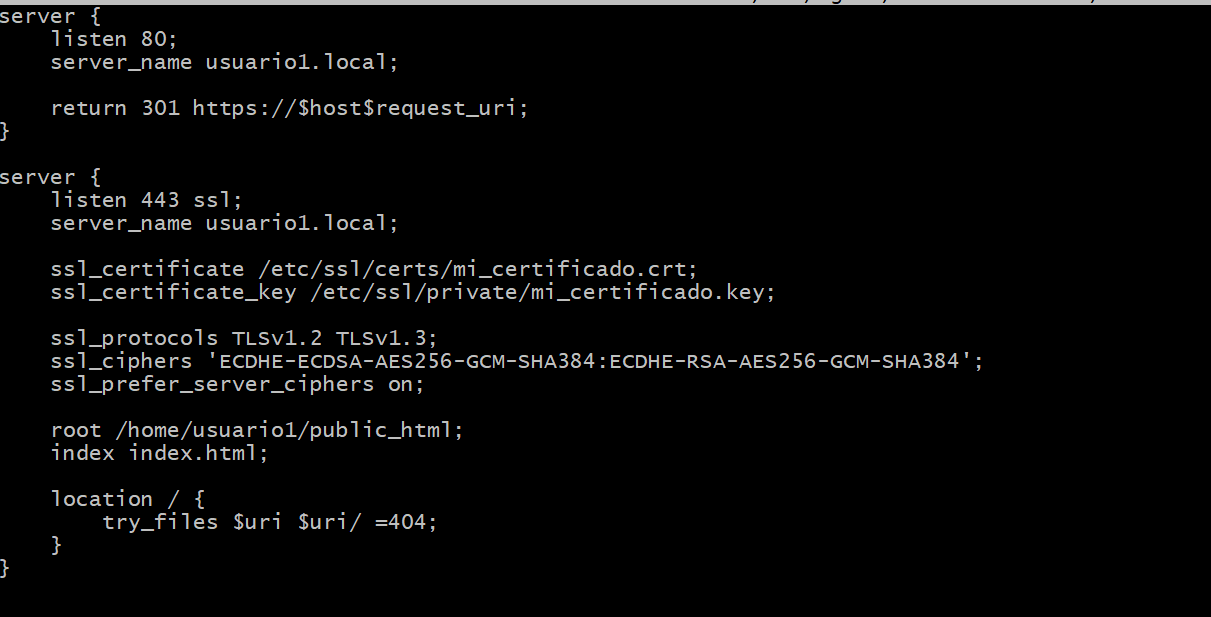 server {
    listen 80;
    server_name usuario1.local;

    return 301 https://$host$request_uri;
}

server {
    listen 443 ssl;
    server_name usuario1.local;

    ssl_certificate /etc/ssl/certs/mi_certificado.crt;
    ssl_certificate_key /etc/ssl/private/mi_certificado.key;

    ssl_protocols TLSv1.2 TLSv1.3;
    ssl_ciphers 'ECDHE-ECDSA-AES256-GCM-SHA384:ECDHE-RSA-AES256-GCM-SHA384';
    ssl_prefer_server_ciphers on;

    root /home/usuario1/public_html;
    index index.html;

    location / {
        try_files $uri $uri/ =404;
    }
}